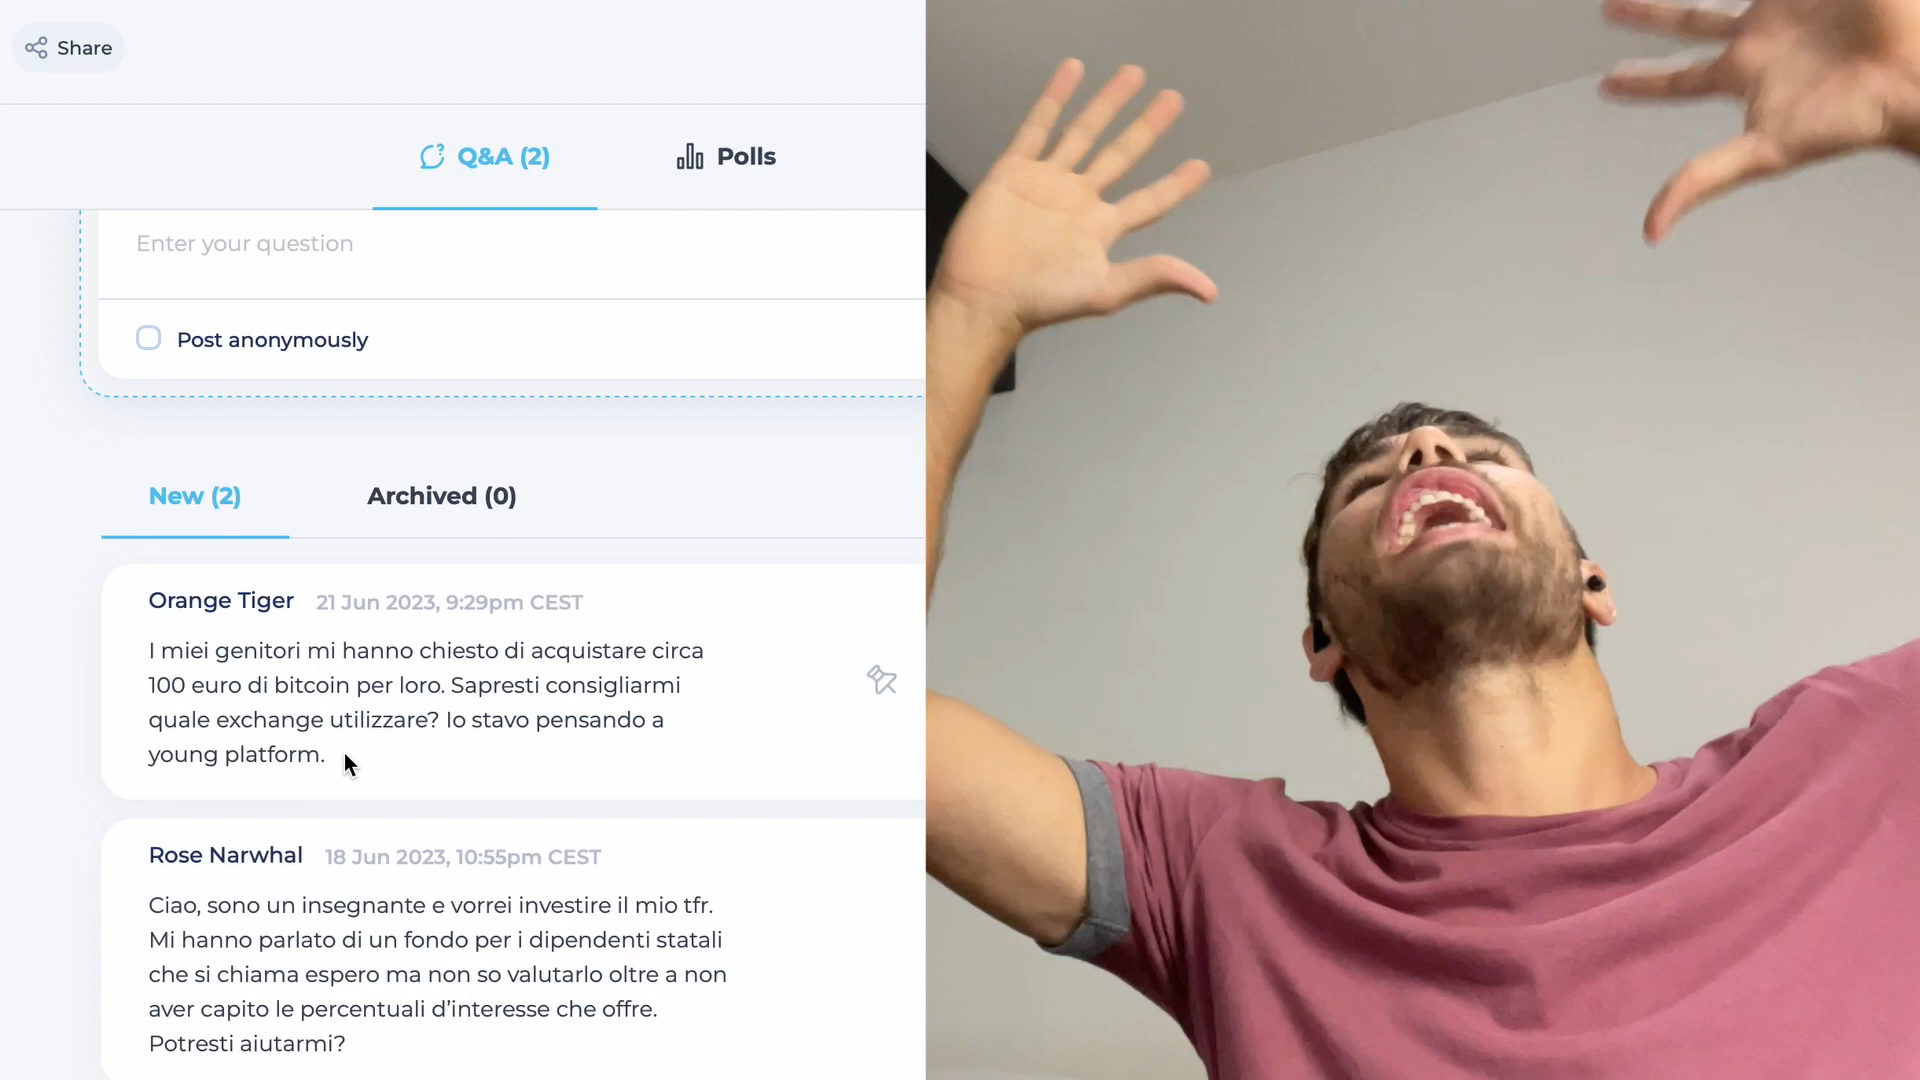 Share
Q&A (2)
Polls
Enter your question
Post anonymously
New (2)
Archived (0)
Orange Tiger 21 Jun 2023, 9:29pm CEST
I miei genitori mi hanno chiesto di acquistare circa
100 euro di bitcoin per loro. Sapresti consigliarmi
quale exchange utilizzare? Io stavo pensando a
young platform.
Rose Narwhal 18 Jun 2023, 10:55pm CEST
Ciao, sono un insegnante e vorrei investire il mio tfr.
Mi hanno parlato di un fondo per i dipendenti statali
che si chiama espero ma non so valutarlo oltre a non
aver capito le percentuali d’interesse che offre.
Potresti aiutarmi?